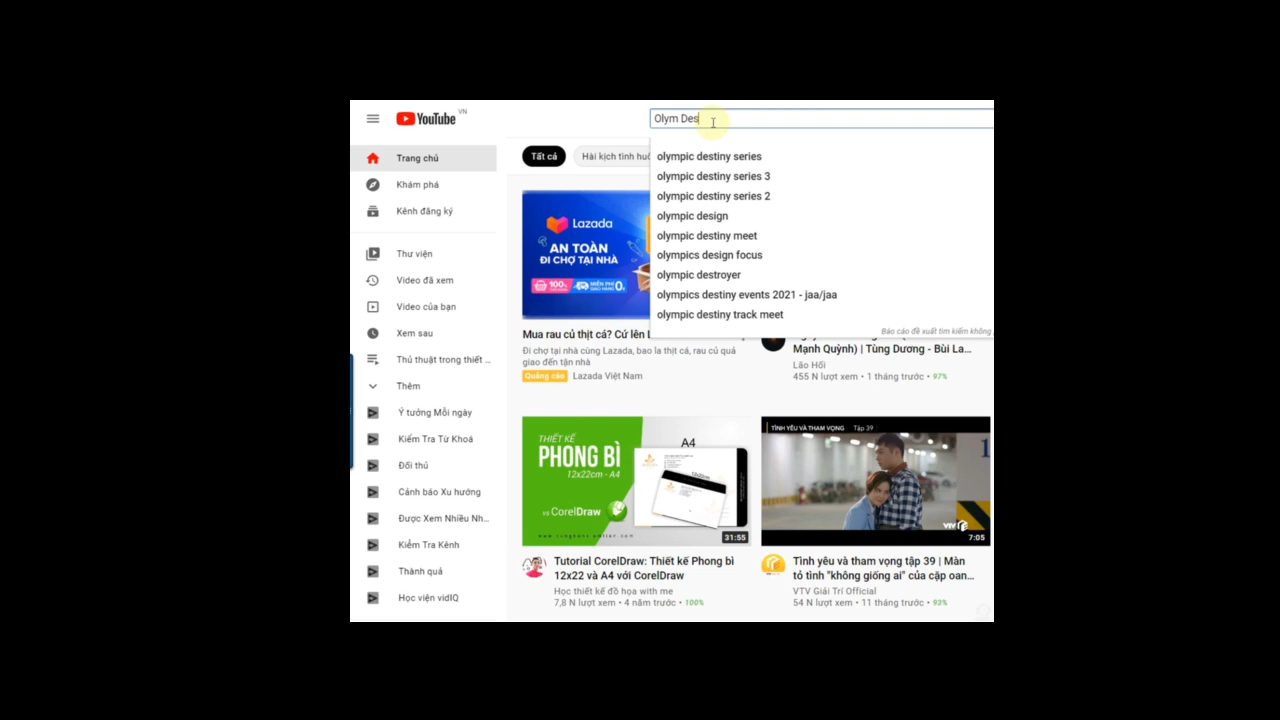 YouTube VN
Olym Des
Trang chủ
Khám phá
Kênh đăng ký
Thư viện
Video đã xem
Video của bạn
Xem sau
Thủ thuật trong thiết ...
Thêm
Ý tưởng Mỗi ngày
Kiểm Tra Từ Khoá
Đối thủ
Cảnh báo Xu hướng
Được Xem Nhiều Nh...
Kiểm Tra Kênh
Thành quả
Học viện vidIQ
Tất cả
Hài kịch tình huố
olympic destiny series
olympic destiny series 3
olympic destiny series 2
olympic design
olympic destiny meet
olympics design focus
olympic destroyer
olympics destiny events 2021 - jaa/jaa
olympic destiny track meet
Báo cáo đề xuất tìm kiếm không
Lazada
AN TOÀN
ĐI CHỢ TẠI NHÀ
100%
MIỄN PHÍ
GIAO HÀNG 0
Mua rau củ thịt cá? Cứ lên L
Đi chợ tại nhà cùng Lazada, bao la thịt cá, rau củ quả
giao đến tận nhà
Quảng cáo Lazada Việt Nam
Mạnh Quỳnh) | Tùng Dương - Bùi La...
Lão Hối
455 N lượt xem • 1 tháng trước • 97%
THIẾT KẾ
PHONG BÌ
12x22cm - A4
vs CorelDraw
A4
31:55
Tutorial CorelDraw: Thiết kế Phong bì
12x22 và A4 với CorelDraw
Học thiết kế đồ họa with me
7,8 N lượt xem • 4 năm trước • 100%
TÌNH YÊU VÀ THAM VỌNG Tập 39
1
VTV
7:05
Tình yêu và tham vọng tập 39 | Màn
tỏ tình "không giống ai" của cặp oan...
VTV Giải Trí Official
54 N lượt xem • 11 tháng trước • 93%